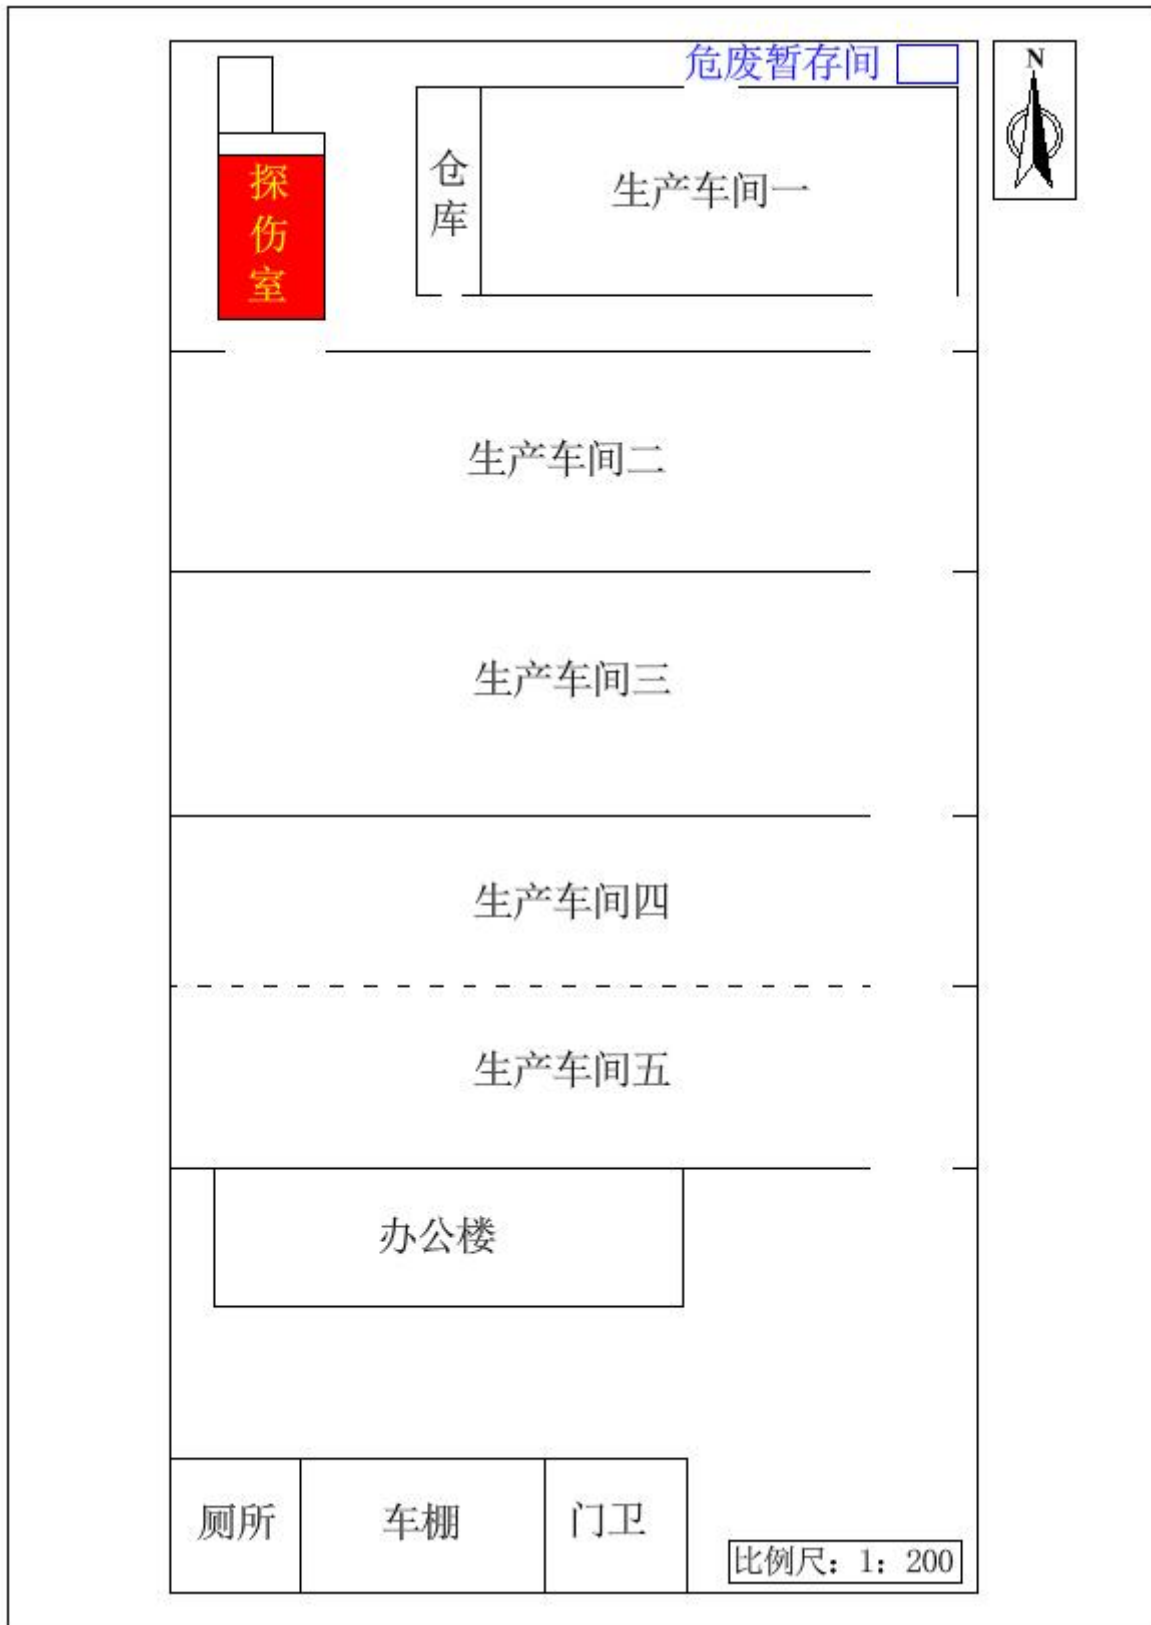 危废暂存间
N
探伤室
仓库
生产车间一
生产车间二
生产车间三
生产车间四
生产车间五
办公楼
厕所
车棚
门卫
比例尺：1：200